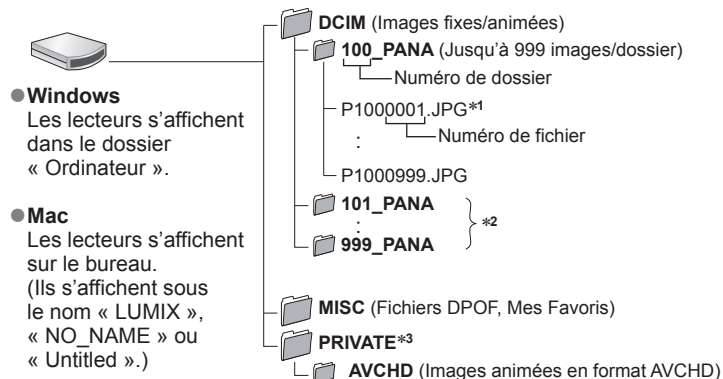 ●Windows
Les lecteurs s’affichent
dans le dossier
« Ordinateur ».
●Mac
Les lecteurs s’affichent
sur le bureau.
(Ils s’affichent sous
le nom « LUMIX »,
« NO_NAME » ou
« Untitled ».)
DCIM (Images fixes/animées)
100_PANA (Jusqu’à 999 images/dossier)
Numéro de dossier
P1000001.JPG*1
Numéro de fichier
:
P1000999.JPG
101_PANA
:
*2
999_PANA
MISC (Fichiers DPOF, Mes Favoris)
PRIVATE*3
AVCHD (Images animées en format AVCHD)